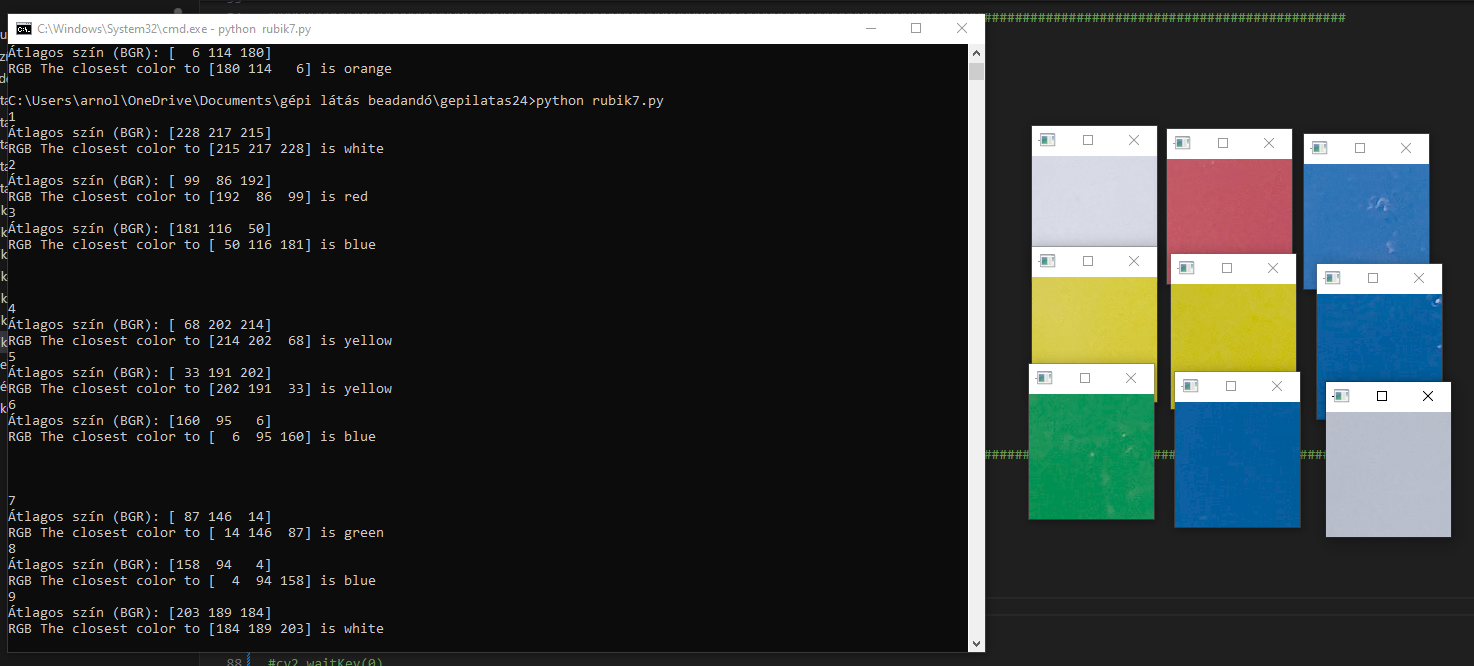 C:\Windows\System32\cmd.exe - python  rubik7.py
Átlagos szín (BGR): [  6 114 180]
RGB The closest color to [180 114   6] is orange
C:\Users\arnol\OneDrive\Documents\gépi látás beadandó\gepilatas24>python rubik7.py
1
Átlagos szín (BGR): [228 217 215]
RGB The closest color to [215 217 228] is white
2
Átlagos szín (BGR): [ 99  86 192]
RGB The closest color to [192  86  99] is red
3
Átlagos szín (BGR): [181 116  50]
RGB The closest color to [ 50 116 181] is blue
4
Átlagos szín (BGR): [ 68 202 214]
RGB The closest color to [214 202  68] is yellow
5
Átlagos szín (BGR): [ 33 191 202]
RGB The closest color to [202 191  33] is yellow
6
Átlagos szín (BGR): [160  95   6]
RGB The closest color to [  6  95 160] is blue
7
Átlagos szín (BGR): [ 87 146  14]
RGB The closest color to [ 14 146  87] is green
8
Átlagos szín (BGR): [158  94   4]
RGB The closest color to [  4  94 158] is blue
9
Átlagos szín (BGR): [203 189 184]
RGB The closest color to [184 189 203] is white
88
#cv2.waitKey(0)